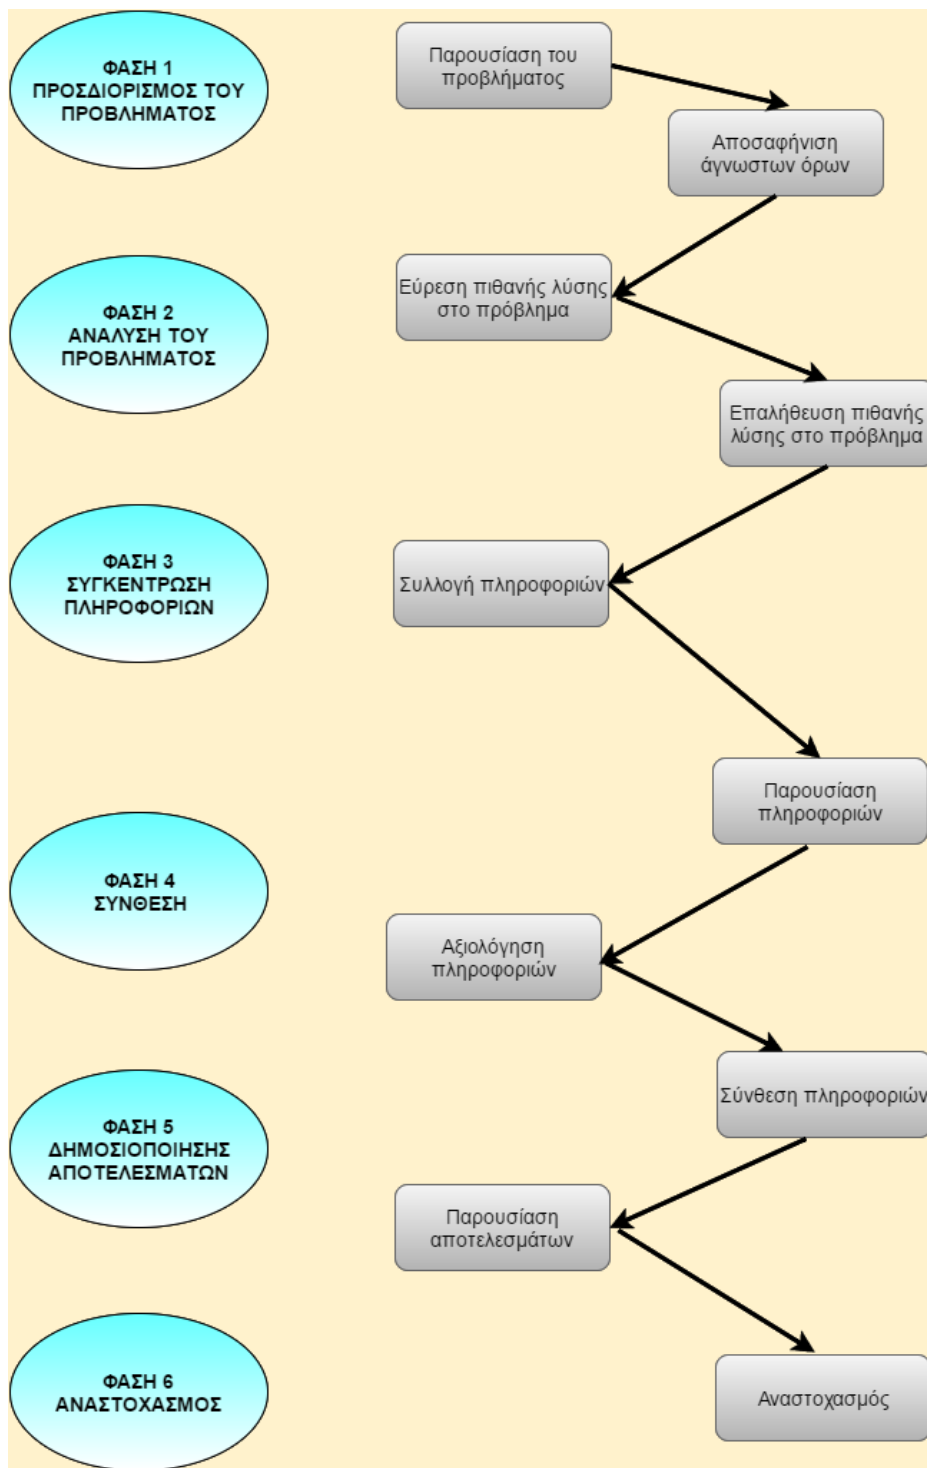 ΦΑΣΗ 1
ΠΡΟΣΔΙΟΡΙΣΜΟΣ ΤΟΥ
ΠΡΟΒΛΗΜΑΤΟΣ
Παρουσίαση του
προβλήματος
Αποσαφήνιση
άγνωστων όρων
ΦΑΣΗ 2
ΑΝΑΛΥΣΗ ΤΟΥ
ΠΡΟΒΛΗΜΑΤΟΣ
Εύρεση πιθανής λύσης
στο πρόβλημα
Επαλήθευση πιθανής
λύσης στο πρόβλημα
ΦΑΣΗ 3
ΣΥΓΚΕΝΤΡΩΣΗ
ΠΛΗΡΟΦΟΡΙΩΝ
Συλλογή πληροφοριών
Παρουσίαση
πληροφοριών
ΦΑΣΗ 4
ΣΥΝΘΕΣΗ
Αξιολόγηση
πληροφοριών
Σύνθεση πληροφοριών
ΦΑΣΗ 5
ΔΗΜΟΣΙΟΠΟΙΗΣΗΣ
ΑΠΟΤΕΛΕΣΜΑΤΩΝ
Παρουσίαση
αποτελεσμάτων
ΦΑΣΗ 6
ΑΝΑΣΤΟΧΑΣΜΟΣ
Αναστοχασμός